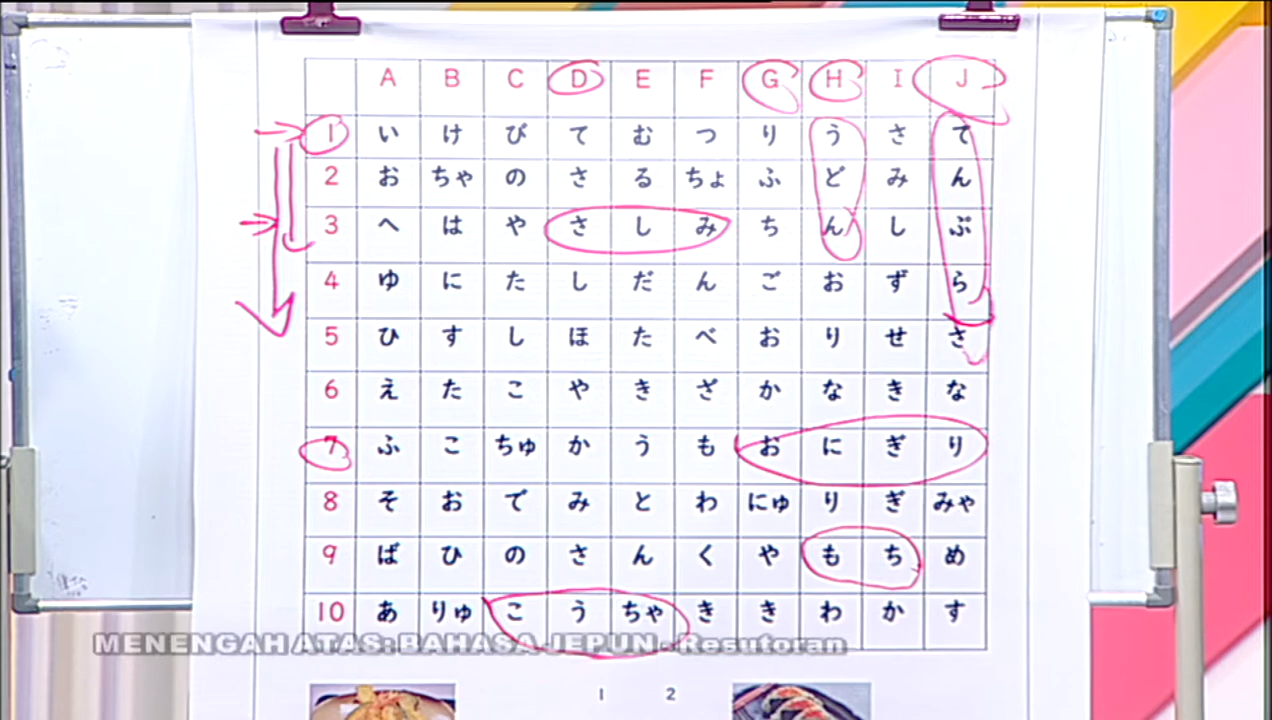 A B C D E F G H I J
1 い け び て む つ り う さ て
2 お ちゃ の さ る ちょ ふ ど み ん
3 へ は や さ し み ち ん し ぷ
4 ゆ に た し だ ん ご お ず ら
5 ひ す し ほ た べ お り せ さ
6 え た こ や き ざ か な き な
7 ふ こ ちゅ か う も お に ぎ り
8 そ お で み と わ にゅ り ぎ みゃ
9 ば ひ の さ ん く や も ち め
10 あ りゅ こ う ちゃ き き わ か す
MENENGAH ATAS: BAHASA JEPUN - Resutoran
1 2